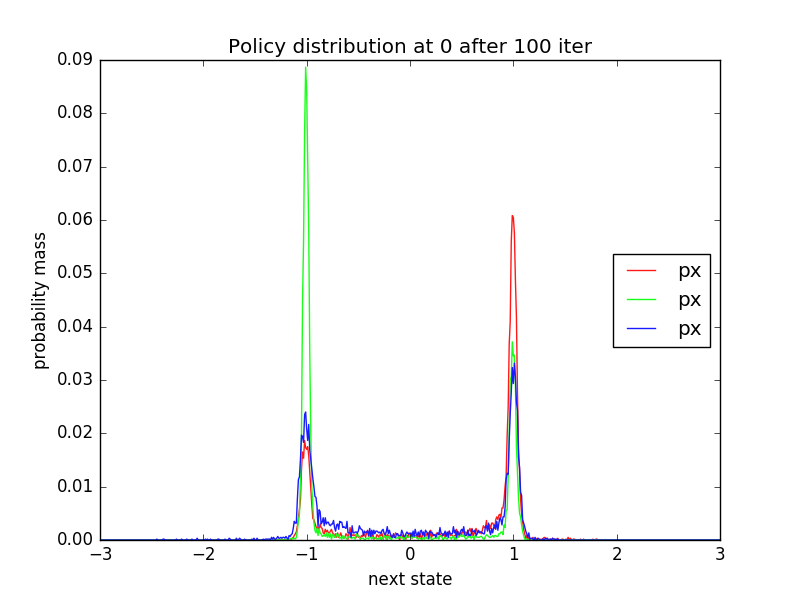 Policy distribution at 0 after 100 iter
0.09
0.08
0.07
0.06
0.05
0.04
0.03
0.02
0.01
0.00
probability mass
px
px
px
−3 −2 −1 0 1 2 3
next state